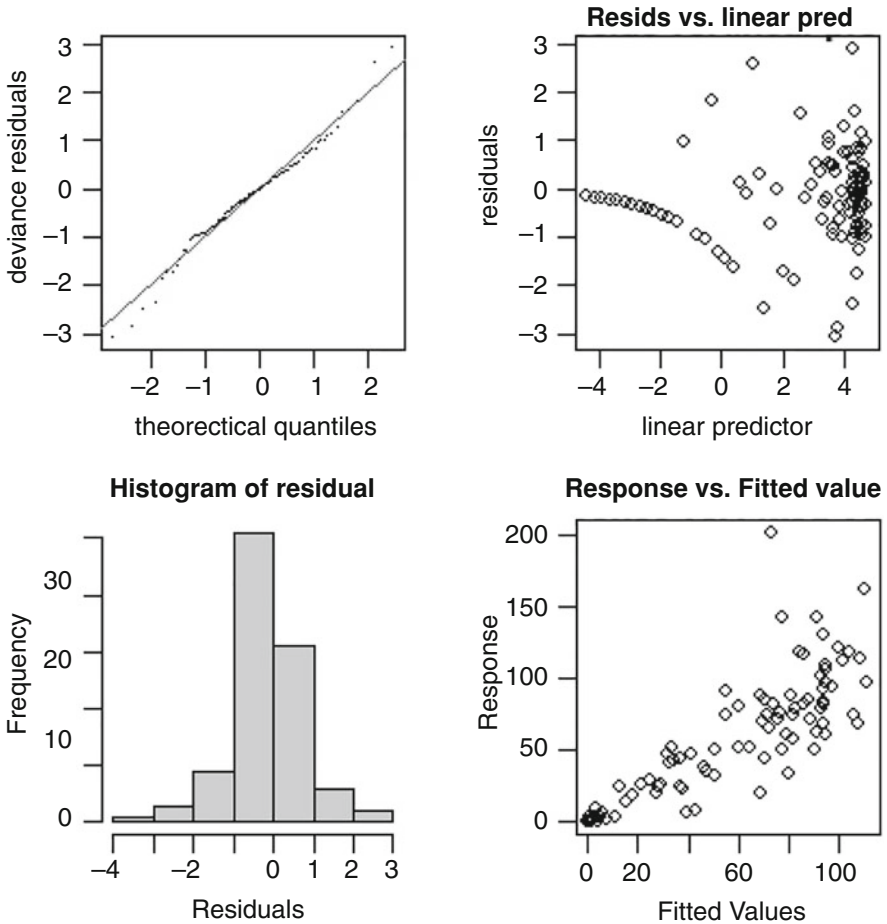 3
2
1
0
−1
−2
−3
deviance residuals
−2 −1 0 1 2
theorectical quantiles
Resids vs. linear pred
3
2
1
0
−1
−2
−3
residuals
−4 −2 0 2 4
linear predictor
Histogram of residual
30
20
10
0
Frequency
−4 −2 0 1 2 3
Residuals
Response vs. Fitted value
200
150
100
50
0
Response
0 20 60 100
Fitted Values